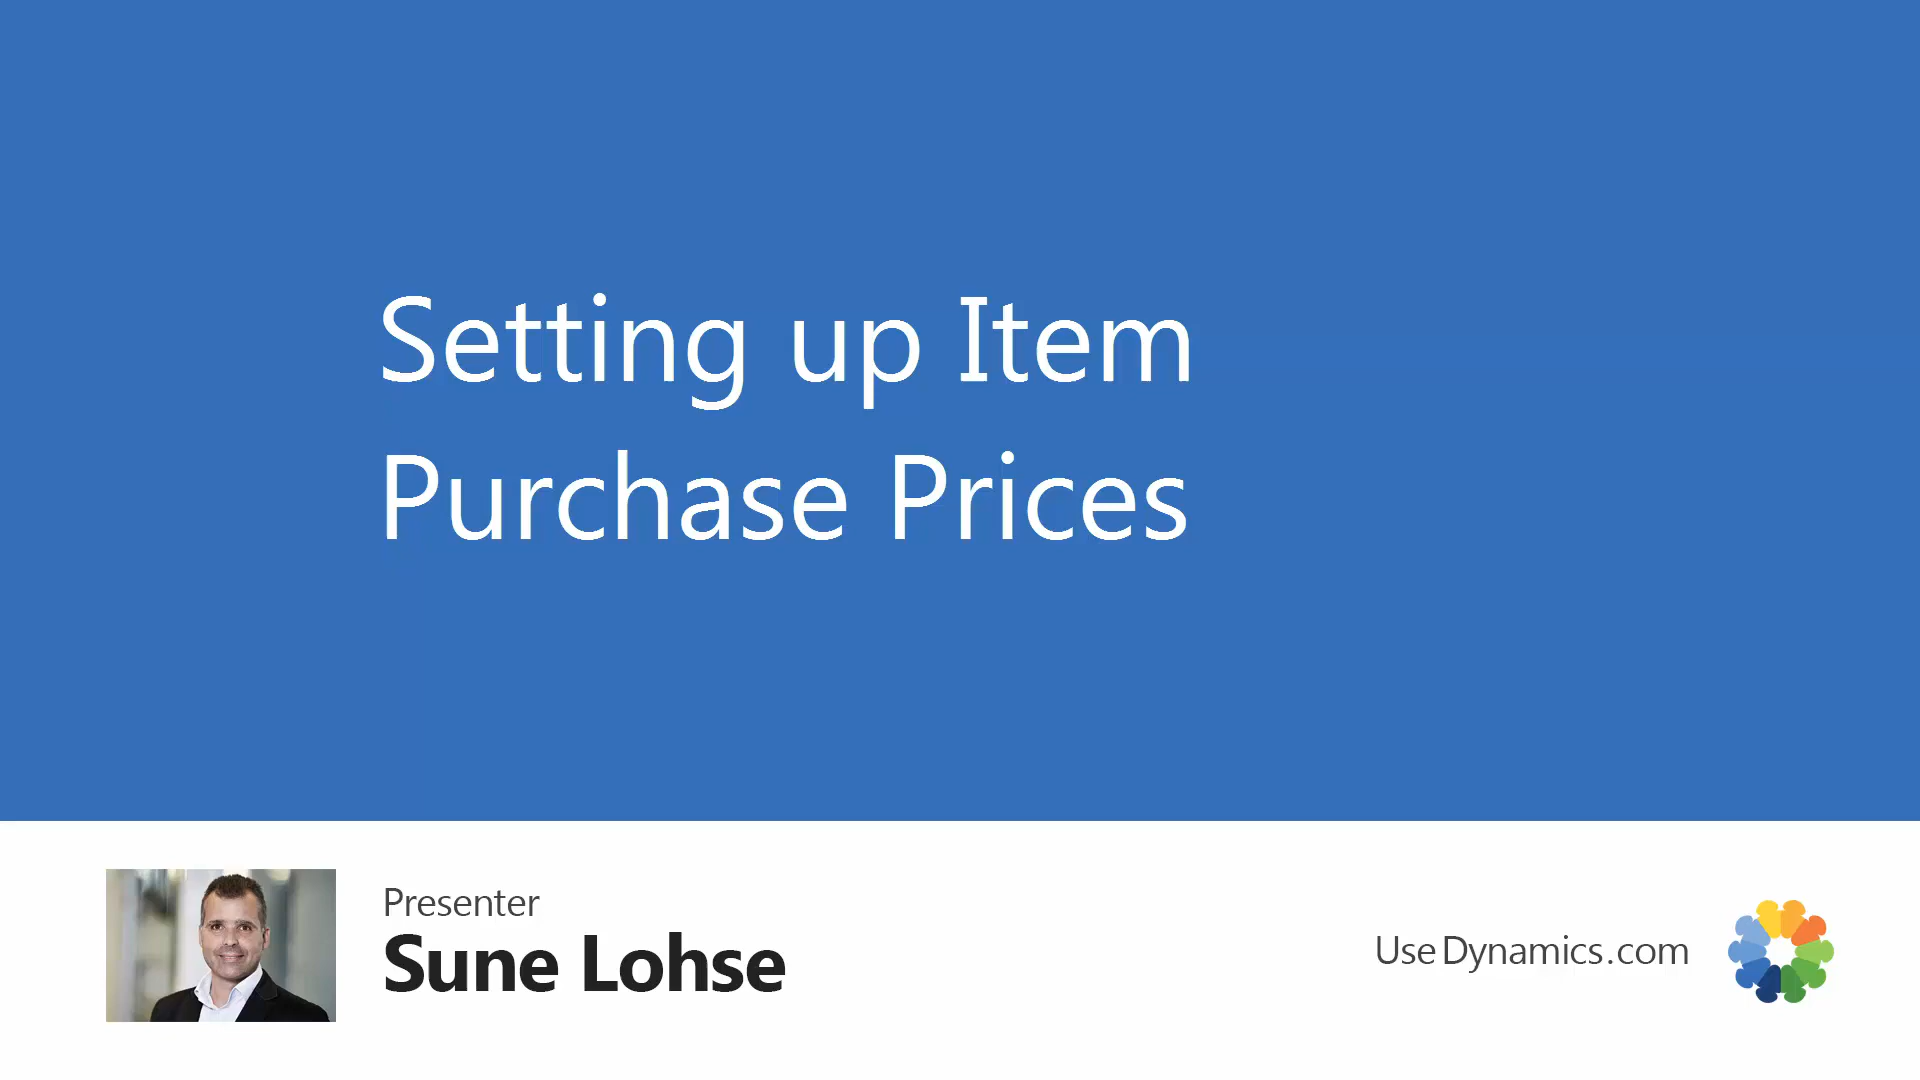 Setting up Item
Purchase Prices
Presenter
Sune Lohse
UseDynamics.com